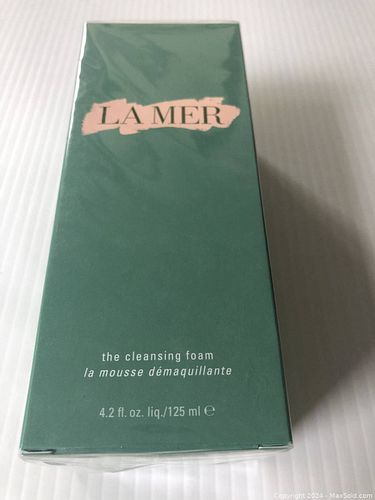 LA MER
the cleansing foam
la mousse démaquillante
4.2 fl. oz. liq./125 ml ℮
Copyright 2024 - MaxSold.com